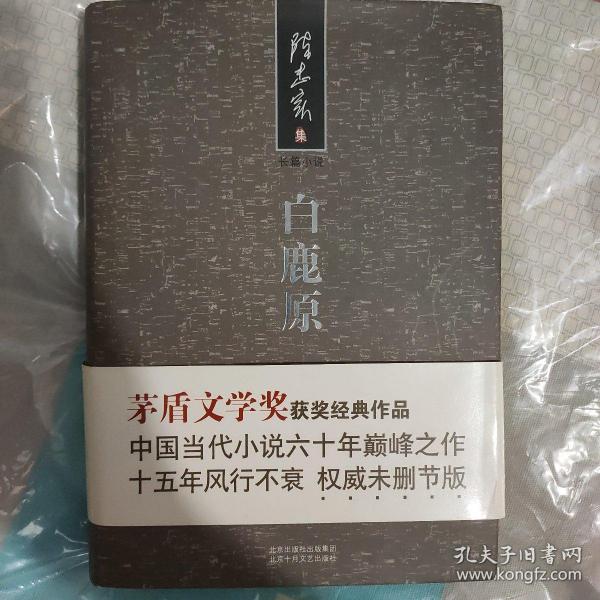 陈忠实
集
长篇小说
白鹿原
茅盾文学奖获奖经典作品
中国当代小说六十年巅峰之作
十五年风行不衰 权威未删节版
北京出版社出版集团
北京十月文艺出版社
孔夫子旧书网
www.kongfz.com